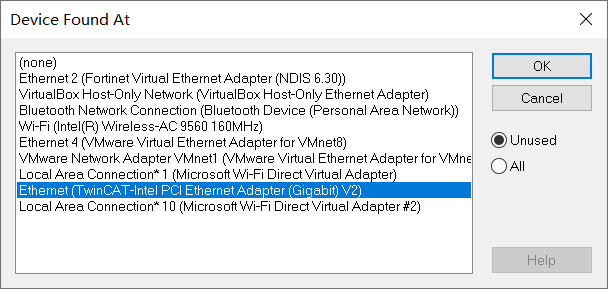 Device Found At
(none)
Ethernet 2 (Fortinet Virtual Ethernet Adapter (NDIS 6.30))
VirtualBox Host-Only Network (VirtualBox Host-Only Ethernet Adapter)
Bluetooth Network Connection (Bluetooth Device (Personal Area Network))
Wi-Fi (Intel(R) Wireless-AC 9560 160MHz)
Ethernet 4 (VMware Virtual Ethernet Adapter for VMnet8)
VMware Network Adapter VMnet1 (VMware Virtual Ethernet Adapter for VMne
Local Area Connection* 1 (Microsoft Wi-Fi Direct Virtual Adapter)
Ethernet (TwinCAT-Intel PCI Ethernet Adapter (Gigabit) V2)
Local Area Connection* 10 (Microsoft Wi-Fi Direct Virtual Adapter #2)
OK
Cancel
Unused
All
Help